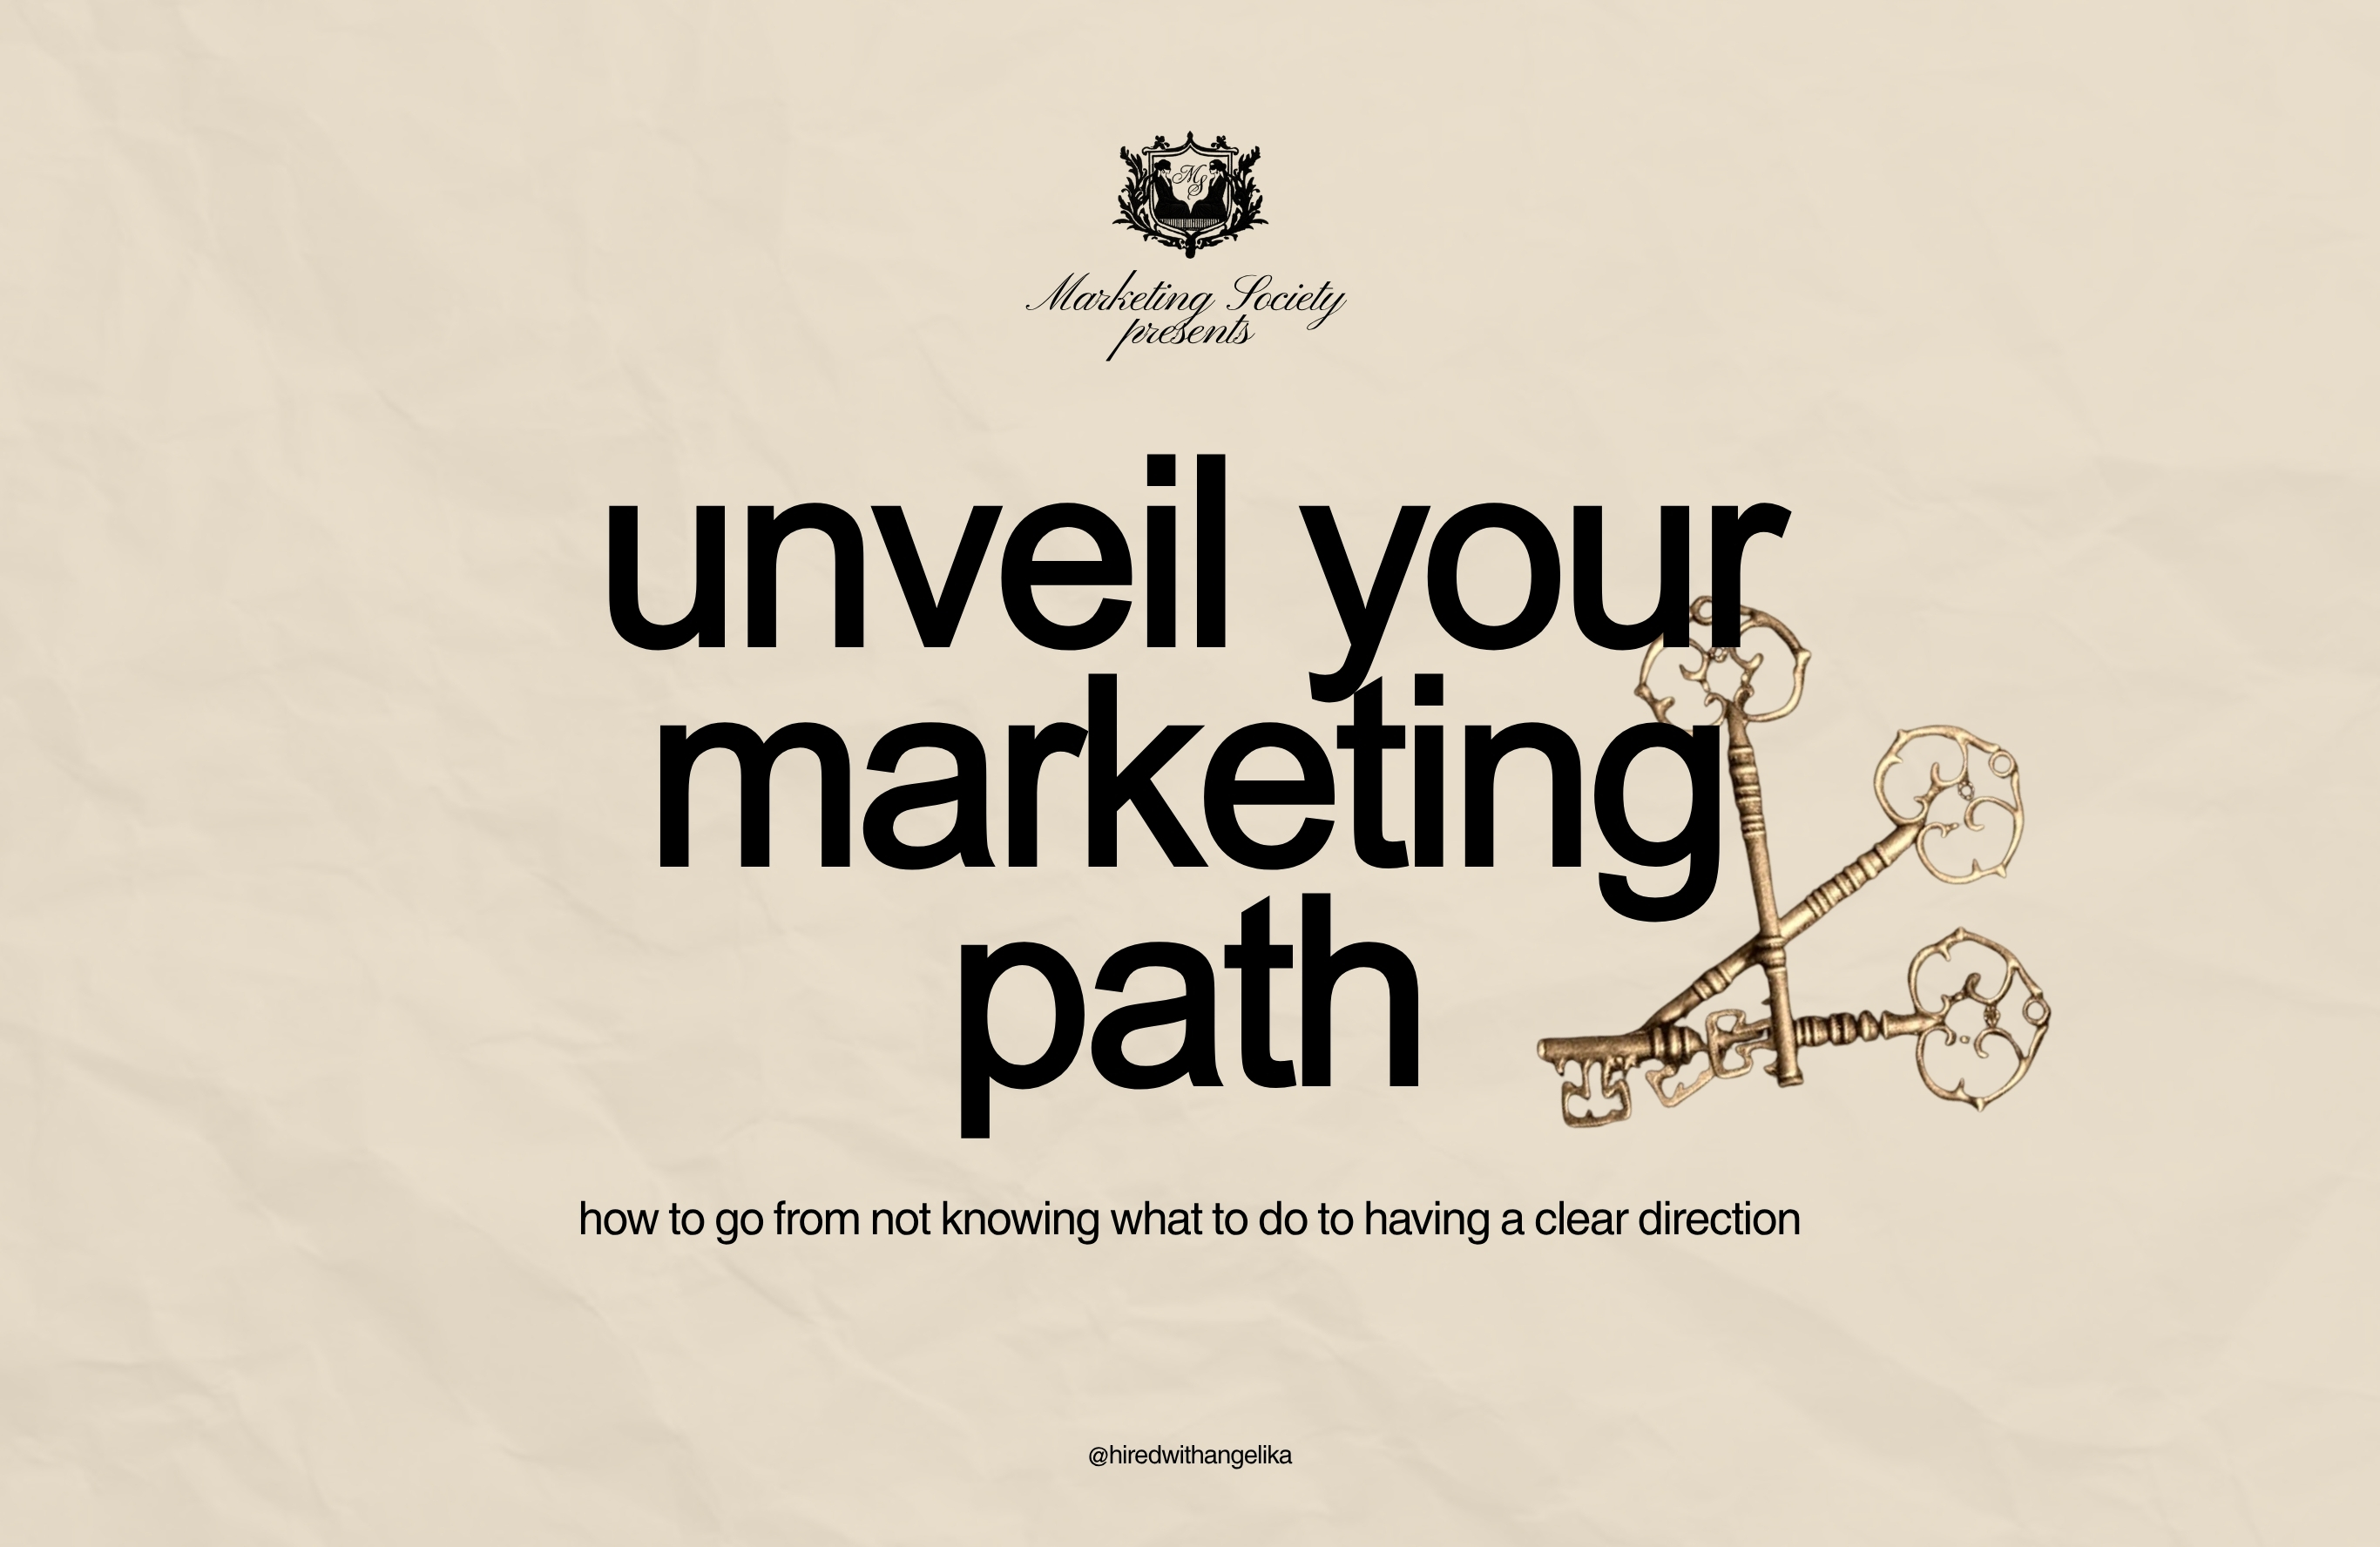 MS
Marketing Society
presents
unveil your
marketing
path
how to go from not knowing what to do to having a clear direction
@hiredwithangelika